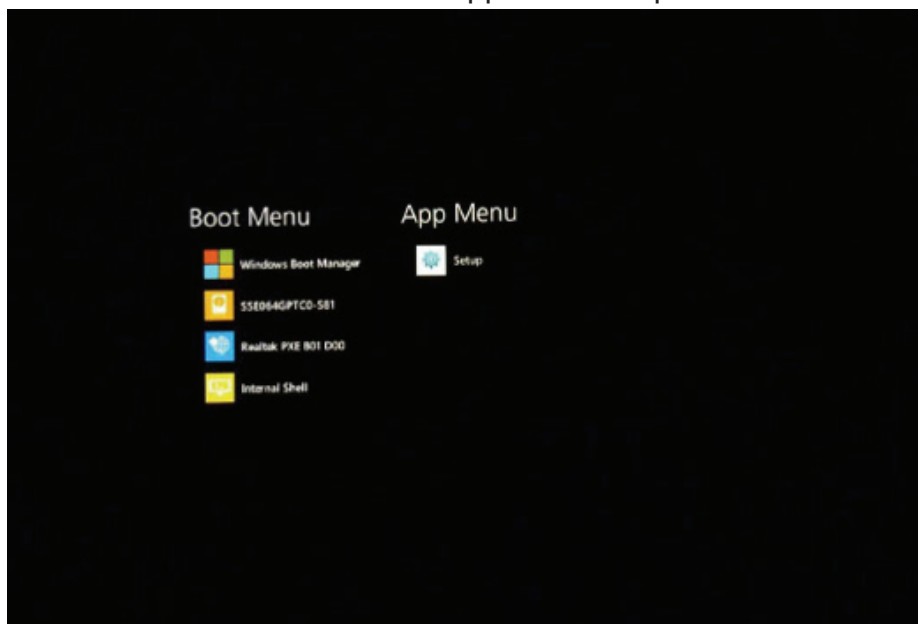 Boot Menu
Windows Boot Manager
SSE064GPTC0-S81
Realtek PXE B01 D00
Internal Shell
App Menu
Setup